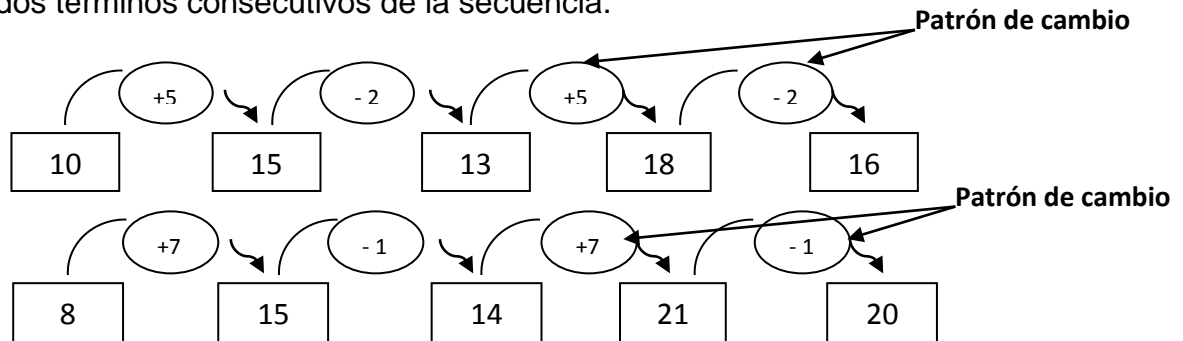 dos términos consecutivos de la secuencia.
Patrón de cambio
+5 - 2 +5 - 2
10 15 13 18 16
Patrón de cambio
+7 - 1 +7 - 1
8 15 14 21 20